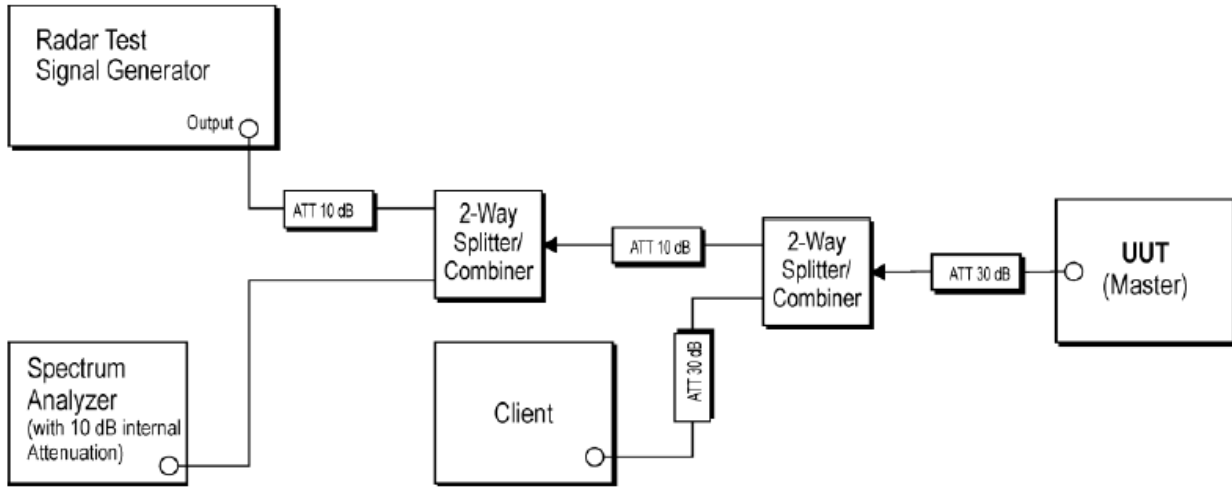 Radar Test
Signal Generator
Output
ATT 10 dB
2-Way
Splitter/
Combiner
ATT 10 dB
2-Way
Splitter/
Combiner
ATT 30 dB
UUT
(Master)
ATT 30 dB
Spectrum
Analyzer
(with 10 dB internal
Attenuation)
Client